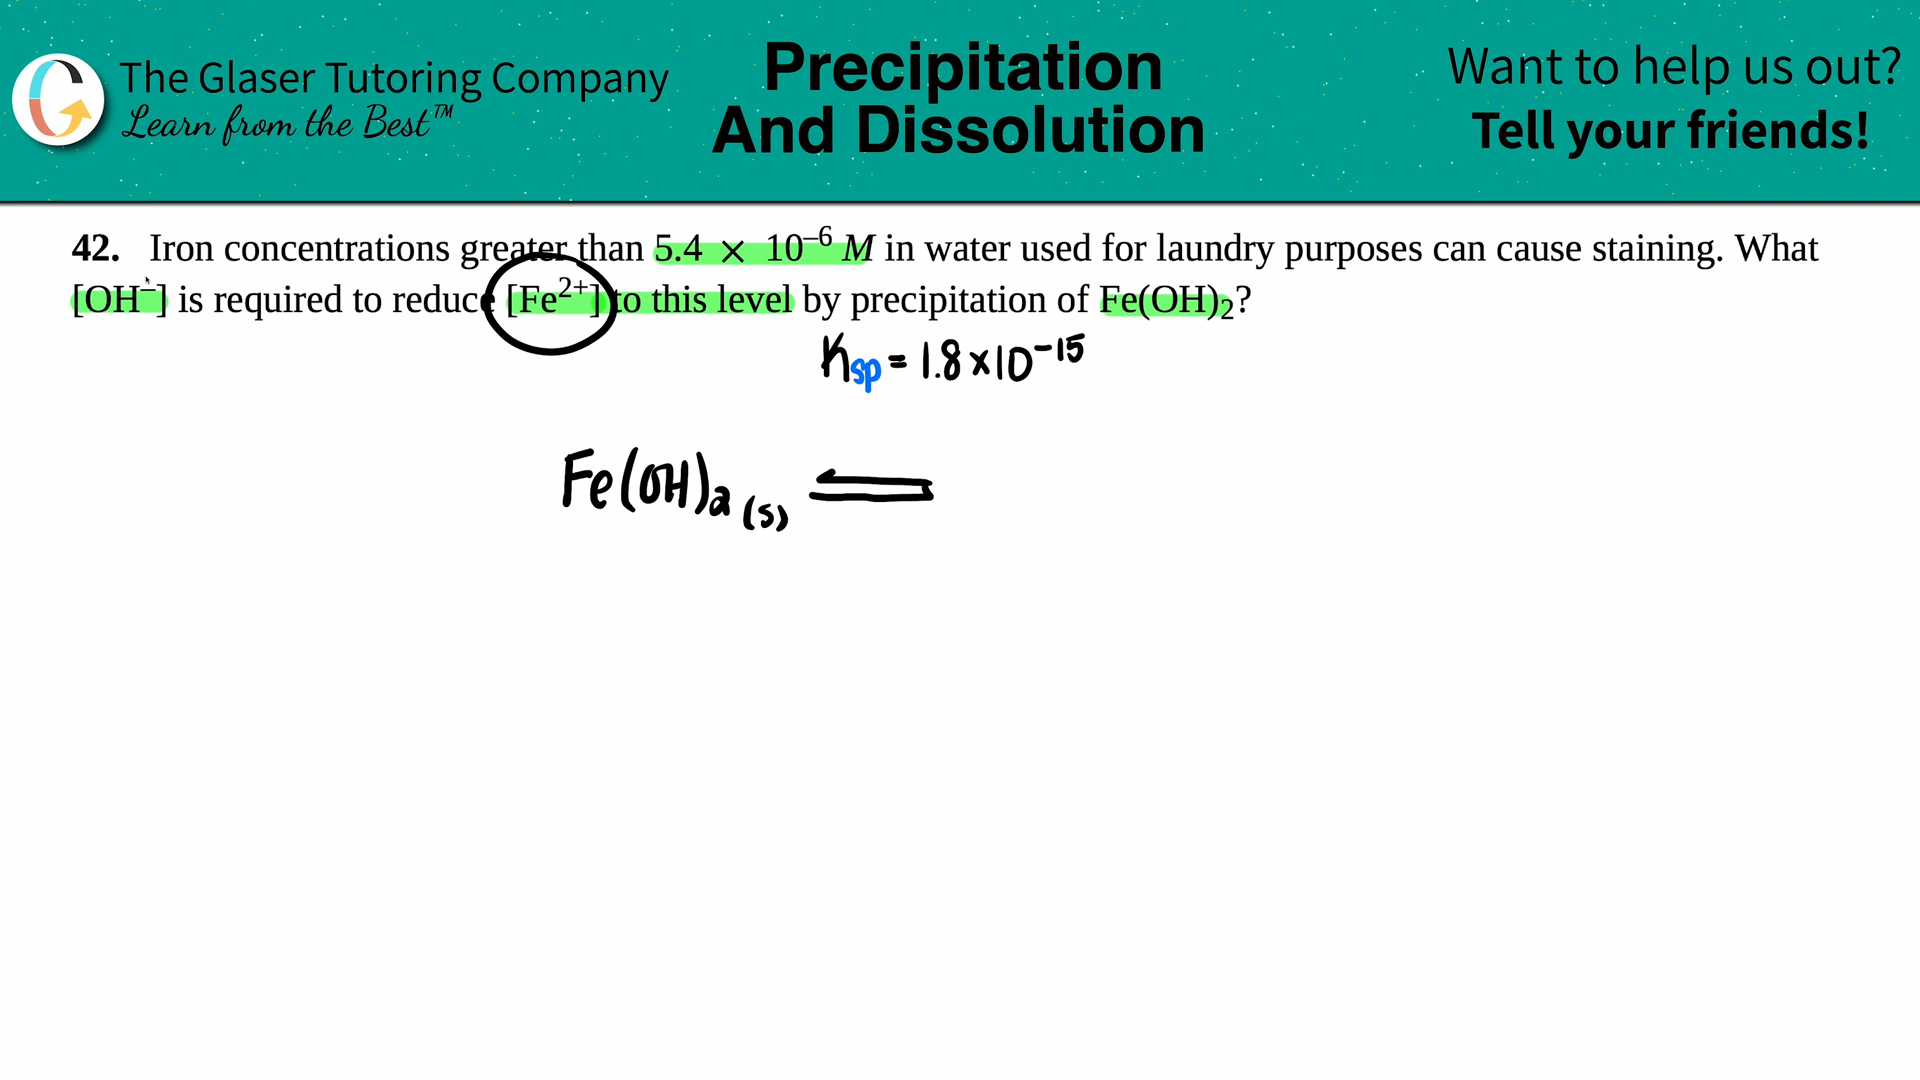 The Glaser Tutoring Company
Learn from the Best™
Precipitation
And Dissolution
Want to help us out?
Tell your friends!
42. Iron concentrations greater than 5.4 × 10⁻⁶ M in water used for laundry purposes can cause staining. What
[OH⁻] is required to reduce [Fe²⁺] to this level by precipitation of Fe(OH)₂?
Ksp = 1.8×10⁻¹⁵
Fe(OH)₂ (s)